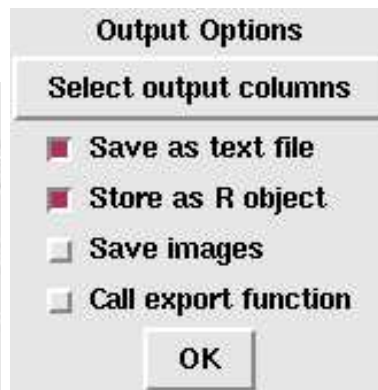 Output Options
Select output columns
Save as text file
Store as R object
Save images
Call export function
OK